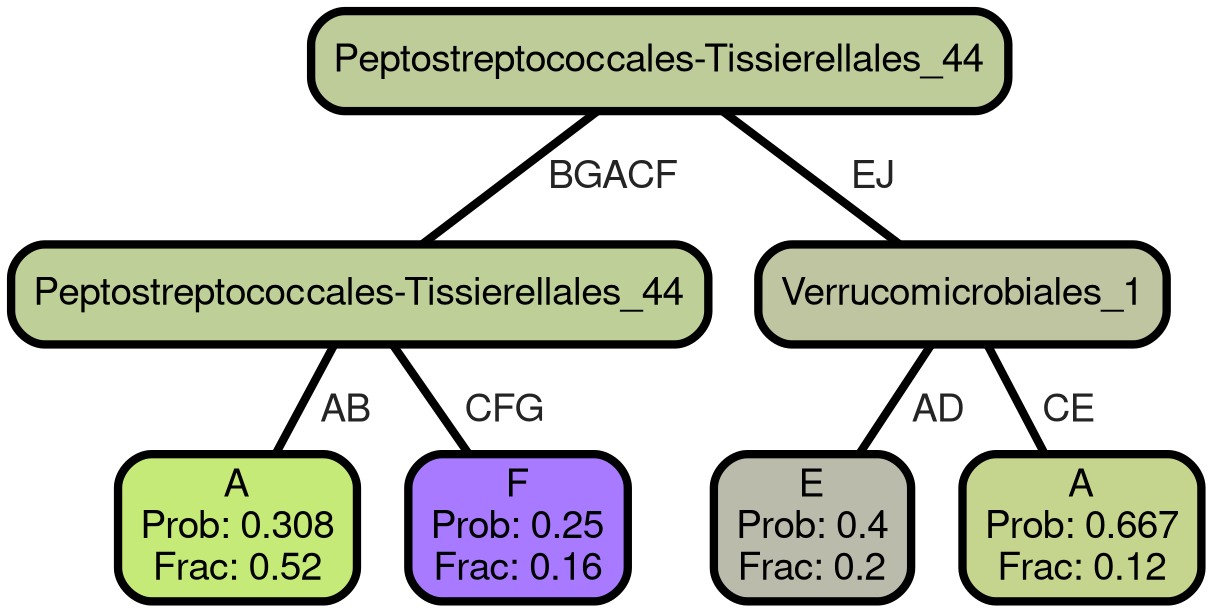 Peptostreptococcales-Tissierellales_44
BGACF
EJ
Peptostreptococcales-Tissierellales_44
Verrucomicrobiales_1
AB
CFG
AD
CE
A
Prob: 0.308
Frac: 0.52
F
Prob: 0.25
Frac: 0.16
E
Prob: 0.4
Frac: 0.2
A
Prob: 0.667
Frac: 0.12